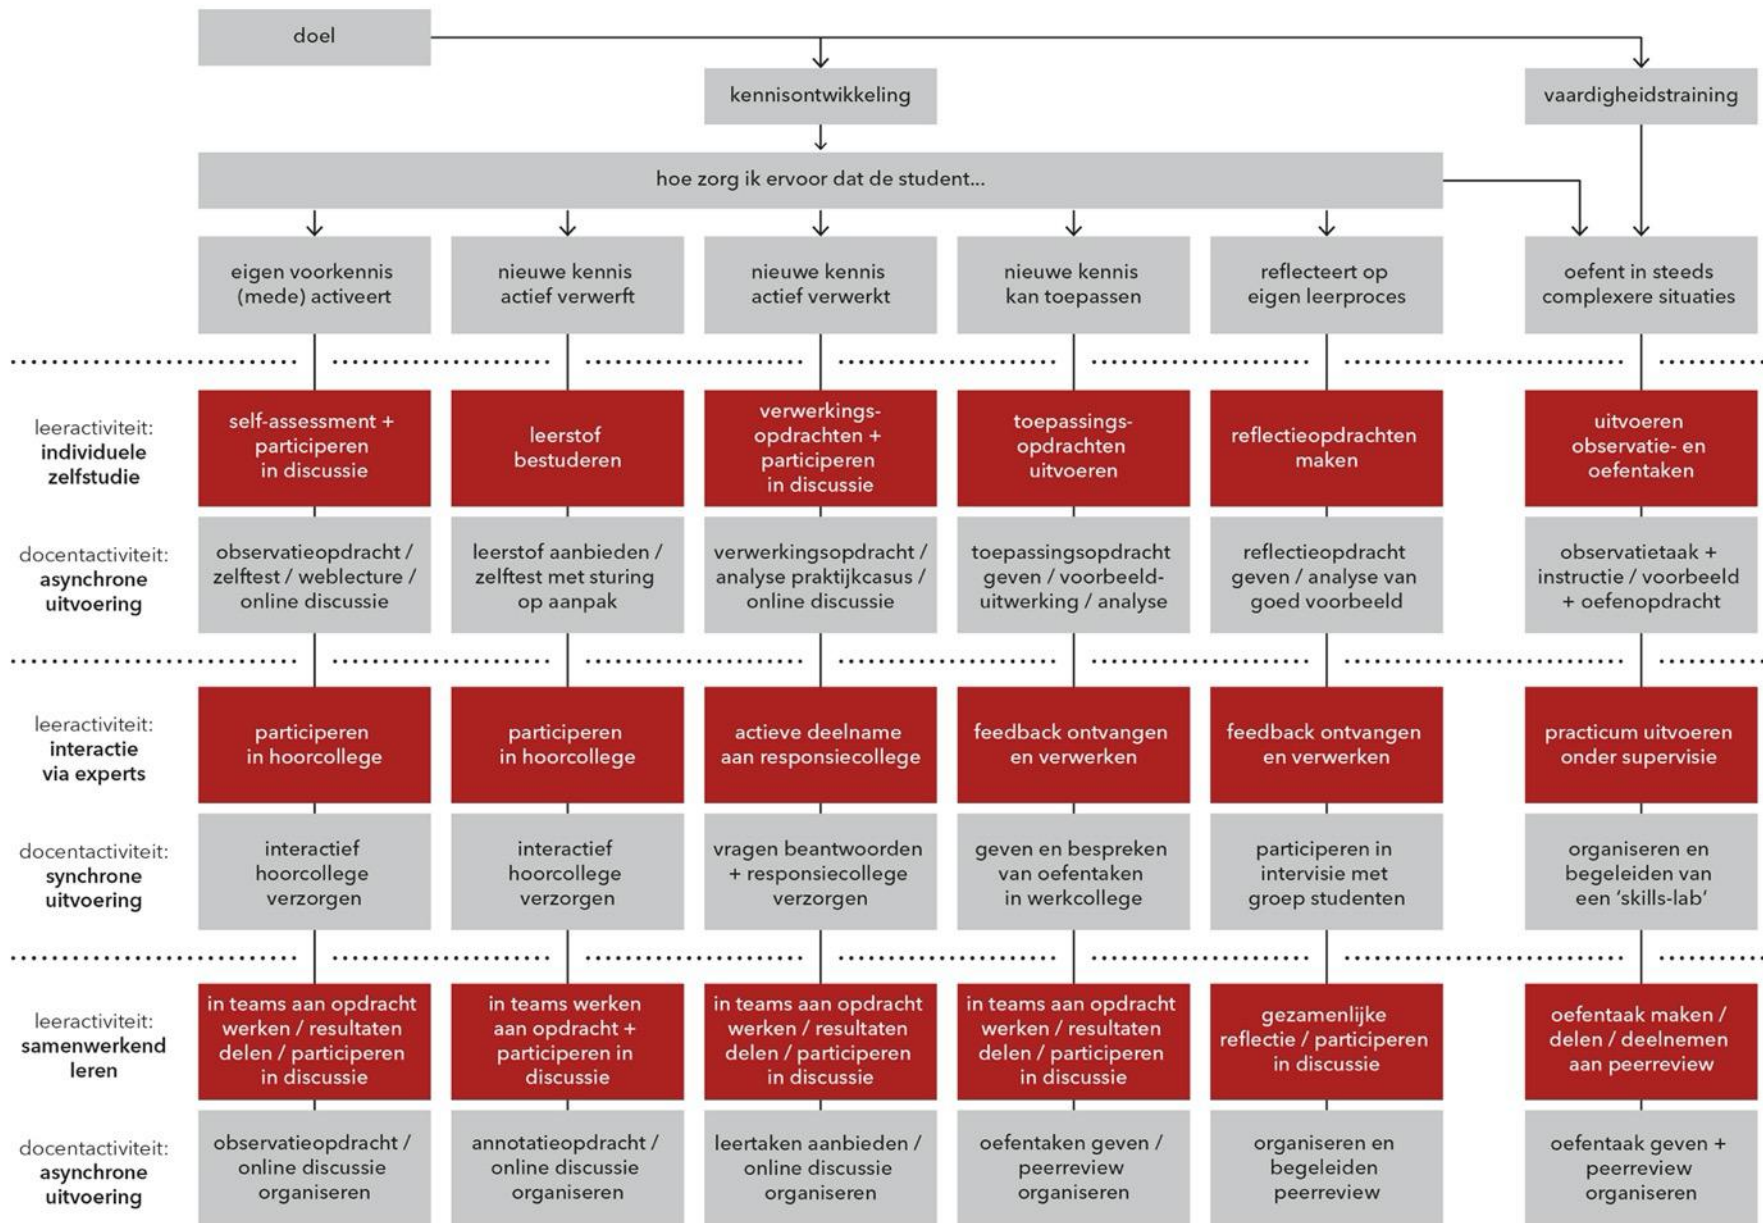 doel
kennisontwikkeling
vaardigheidstraining
hoe zorg ik ervoor dat de student...
eigen voorkennis
(mede) activeert
nieuwe kennis
actief verwerft
nieuwe kennis
actief verwerkt
nieuwe kennis
kan toepassen
reflecteert op
eigen leerproces
oefent in steeds
complexere situaties
leeractiviteit:
individuele
zelfstudie
self-assessment +
participeren
in discussie
leerstof
bestuderen
verwerkings-
opdrachten +
participeren
in discussie
toepassings-
opdrachten
uitvoeren
reflectieopdrachten
maken
uitvoeren
observatie- en
oefentaken
docentactiviteit:
asynchrone
uitvoering
observatieopdracht /
zelftest / weblecture /
online discussie
leerstof aanbieden /
zelftest met sturing
op aanpak
verwerkingsopdracht /
analyse praktijkcasus /
online discussie
toepassingsopdracht
geven / voorbeeld-
uitwerking / analyse
reflectieopdracht
geven / analyse van
goed voorbeeld
observatietaak +
instructie / voorbeeld
+ oefenopdracht
leeractiviteit:
interactie
via experts
participeren
in hoorcollege
participeren
in hoorcollege
actieve deelname
aan responsiecollege
feedback ontvangen
en verwerken
feedback ontvangen
en verwerken
practicum uitvoeren
onder supervisie
docentactiviteit:
synchrone
uitvoering
interactief
hoorcollege
verzorgen
interactief
hoorcollege
verzorgen
vragen beantwoorden
+ responsiecollege
verzorgen
geven en bespreken
van oefentaken
in werkcollege
participeren in
intervisie met
groep studenten
organiseren en
begeleiden van
een ‘skills-lab’
leeractiviteit:
samenwerkend
leren
in teams aan opdracht
werken / resultaten
delen / participeren
in discussie
in teams werken
aan opdracht +
participeren in
discussie
in teams aan opdracht
werken / resultaten
delen / participeren
in discussie
in teams aan opdracht
werken / resultaten
delen / participeren
in discussie
gezamenlijke
reflectie / participeren
in discussie
oefentaak maken /
delen / deelnemen
aan peerreview
docentactiviteit:
asynchrone
uitvoering
observatieopdracht /
online discussie
organiseren
annotatieopdracht /
online discussie
organiseren
leertaken aanbieden /
online discussie
organiseren
oefentaken geven /
peerreview
organiseren
organiseren en
begeleiden
peerreview
oefentaak geven +
peerreview
organiseren